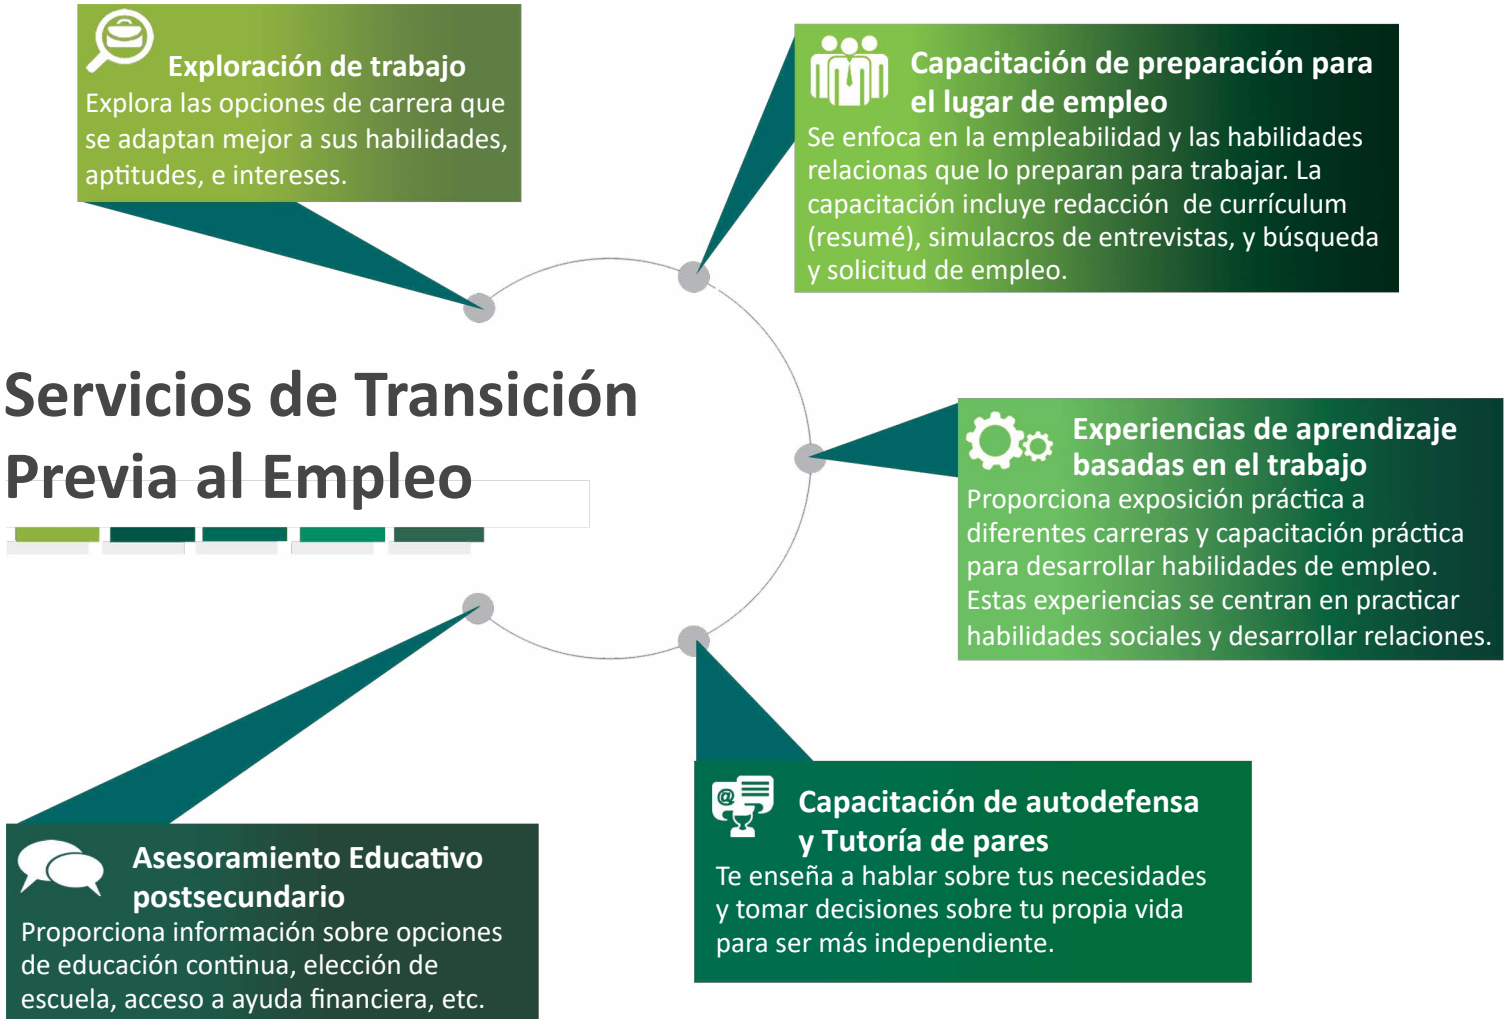 Exploración de trabajo
Explora las opciones de carrera que
se adaptan mejor a sus habilidades,
aptitudes, e intereses.
Capacitación de preparación para
el lugar de empleo
Se enfoca en la empleabilidad y las habilidades
relacionas que lo preparan para trabajar. La
capacitación incluye redacción de currículum
(resumé), simulacros de entrevistas, y búsqueda
y solicitud de empleo.
Servicios de Transición
Previa al Empleo
Experiencias de aprendizaje
basadas en el trabajo
Proporciona exposición práctica a
diferentes carreras y capacitación práctica
para desarrollar habilidades de empleo.
Estas experiencias se centran en practicar
habilidades sociales y desarrollar relaciones.
@
Capacitación de autodefensa
y Tutoría de pares
Te enseña a hablar sobre tus necesidades
y tomar decisiones sobre tu propia vida
para ser más independiente.
Asesoramiento Educativo
postsecundario
Proporciona información sobre opciones
de educación continua, elección de
escuela, acceso a ayuda financiera, etc.